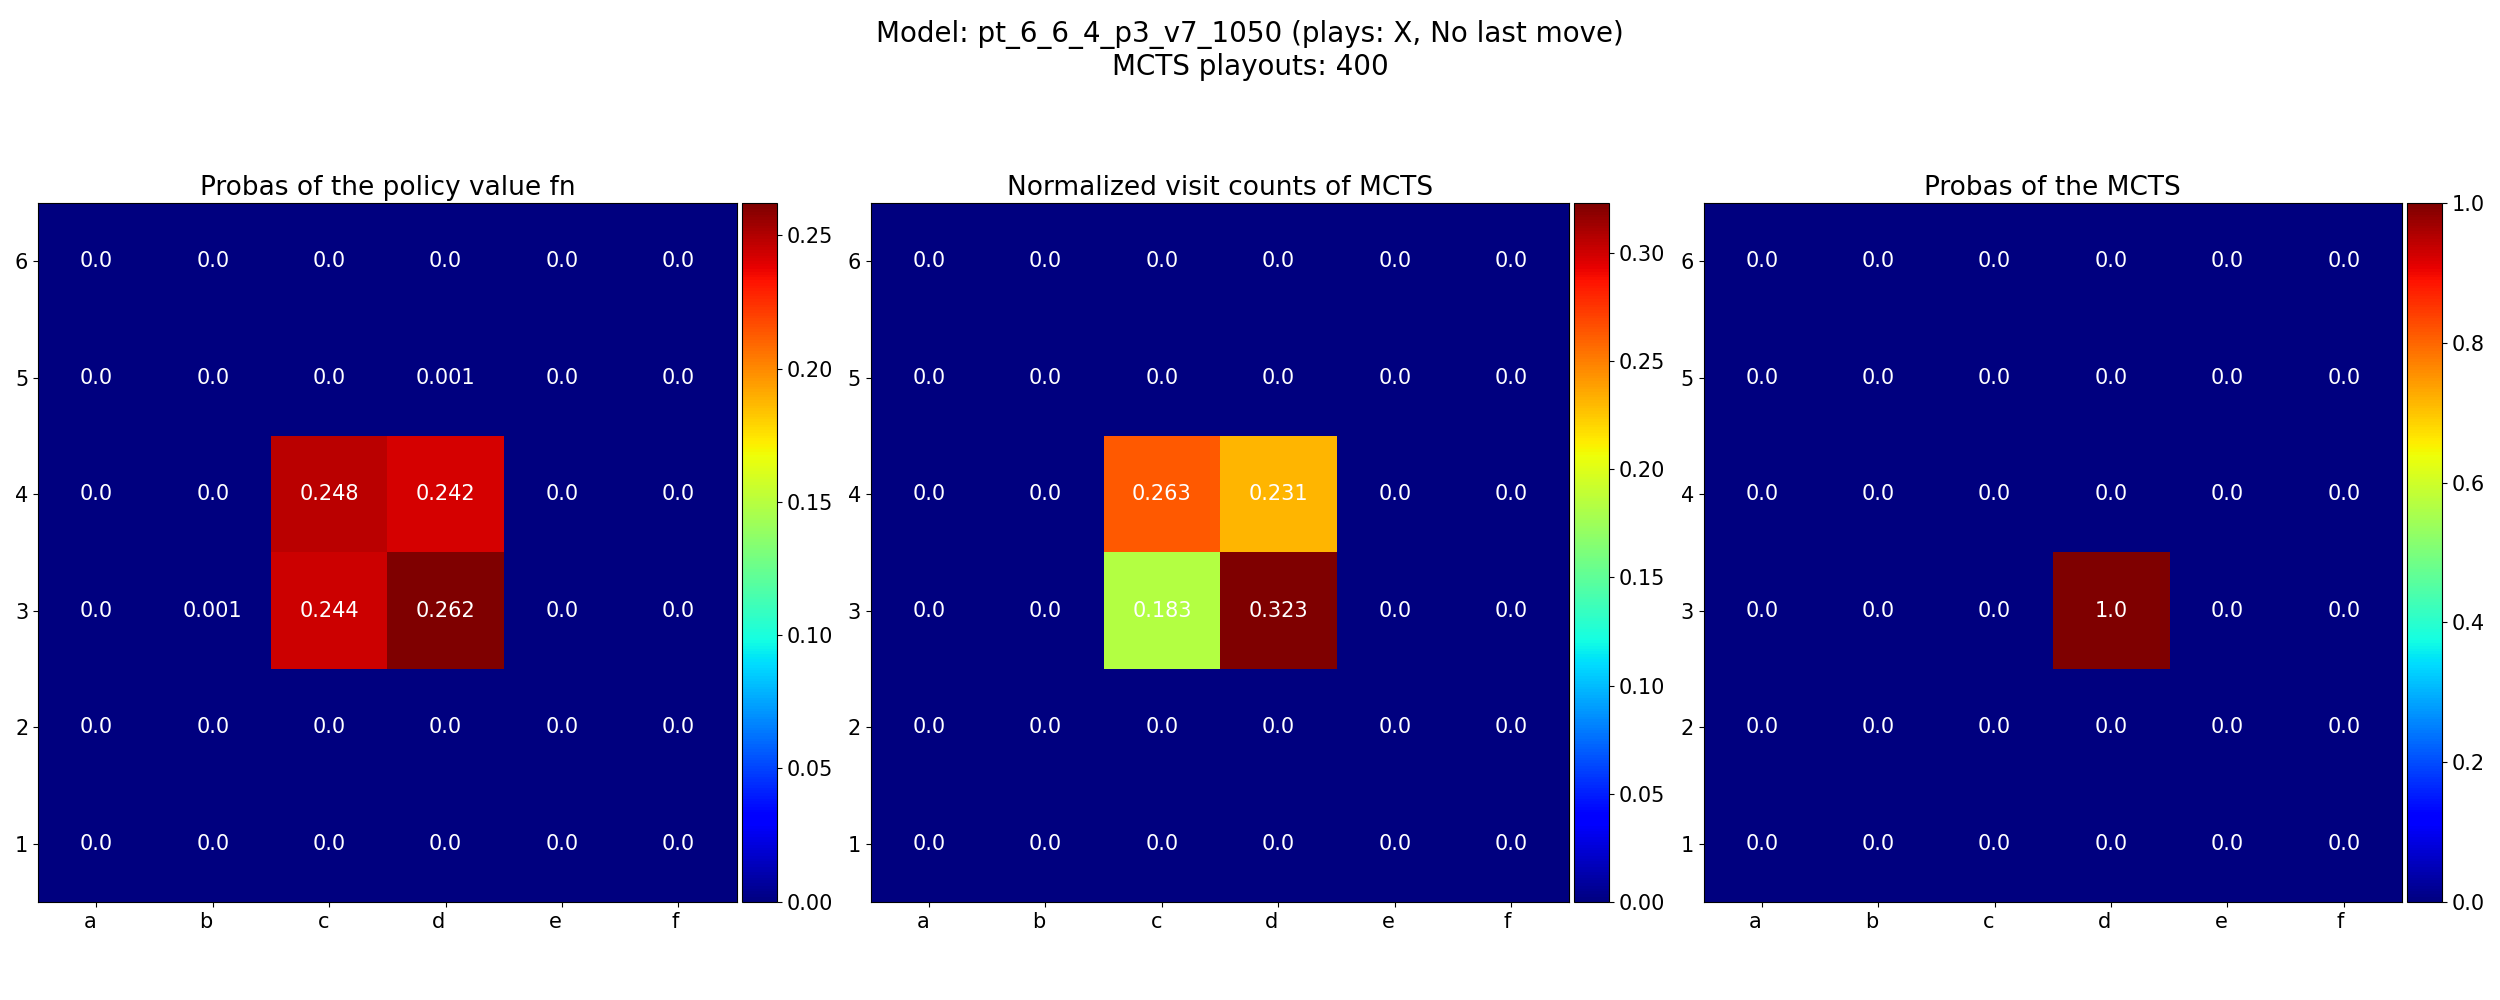 Model: pt_6_6_4_p3_v7_1050 (plays: X, No last move)
MCTS playouts: 400
Probas of the policy value fn
6 0.0 0.0 0.0 0.0 0.0 0.0
5 0.0 0.0 0.0 0.001 0.0 0.0
4 0.0 0.0 0.248 0.242 0.0 0.0
3 0.0 0.001 0.244 0.262 0.0 0.0
2 0.0 0.0 0.0 0.0 0.0 0.0
1 0.0 0.0 0.0 0.0 0.0 0.0
a b c d e f
0.25
0.20
0.15
0.10
0.05
0.00
Normalized visit counts of MCTS
6 0.0 0.0 0.0 0.0 0.0 0.0
5 0.0 0.0 0.0 0.0 0.0 0.0
4 0.0 0.0 0.263 0.231 0.0 0.0
3 0.0 0.0 0.183 0.323 0.0 0.0
2 0.0 0.0 0.0 0.0 0.0 0.0
1 0.0 0.0 0.0 0.0 0.0 0.0
a b c d e f
0.30
0.25
0.20
0.15
0.10
0.05
0.00
Probas of the MCTS
6 0.0 0.0 0.0 0.0 0.0 0.0
5 0.0 0.0 0.0 0.0 0.0 0.0
4 0.0 0.0 0.0 0.0 0.0 0.0
3 0.0 0.0 0.0 1.0 0.0 0.0
2 0.0 0.0 0.0 0.0 0.0 0.0
1 0.0 0.0 0.0 0.0 0.0 0.0
a b c d e f
1.0
0.8
0.6
0.4
0.2
0.0